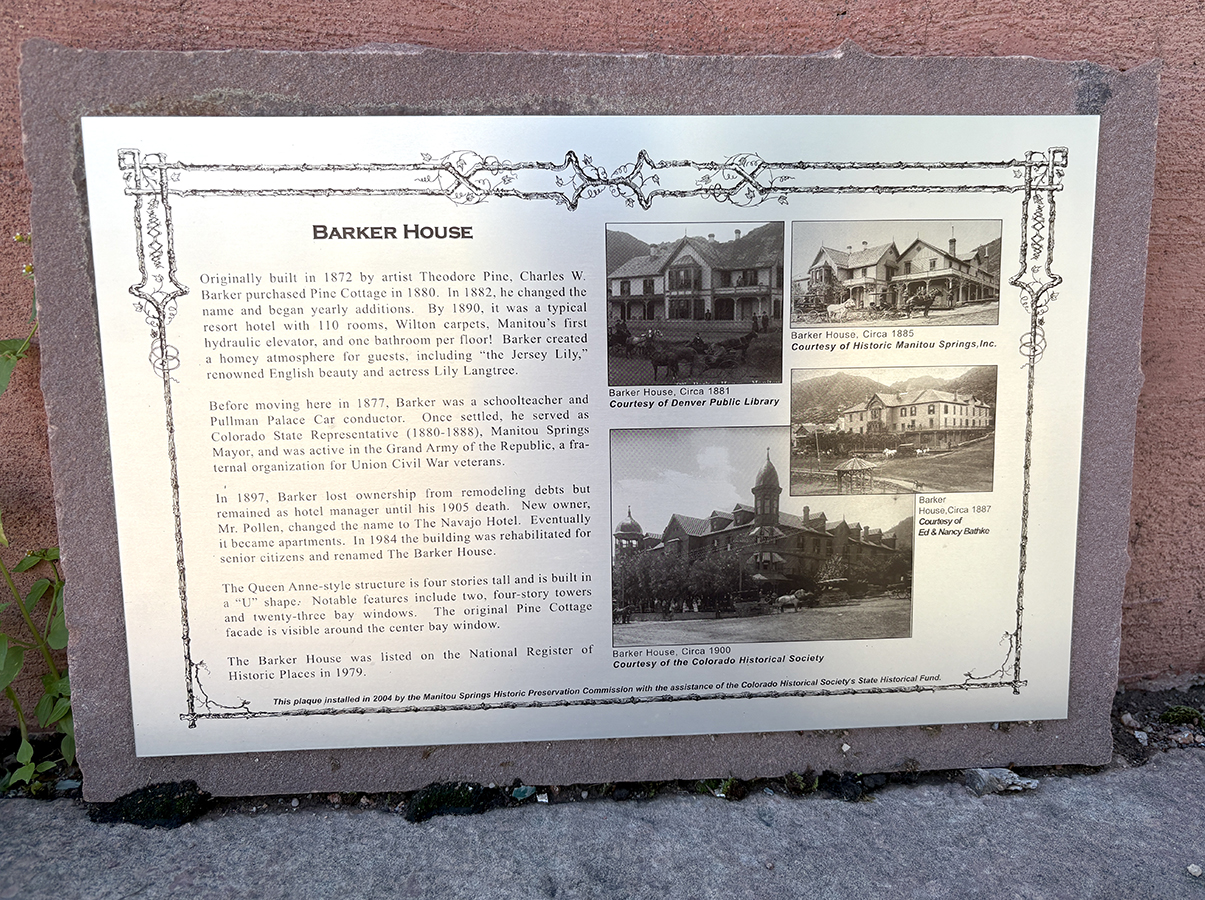 BARKER HOUSE
Originally built in 1872 by artist Theodore Pine, Charles W.
Barker purchased Pine Cottage in 1880. In 1882, he changed the
name and began yearly additions. By 1890, it was a typical
resort hotel with 110 rooms, Wilton carpets, Manitou's first
hydraulic elevator, and one bathroom per floor! Barker created
a homey atmosphere for guests, including "the Jersey Lily,"
renowned English beauty and actress Lily Langtree.
Before moving here in 1877, Barker was a schoolteacher and
Pullman Palace Car conductor. Once settled, he served as
Colorado State Representative (1880-1888), Manitou Springs
Mayor, and was active in the Grand Army of the Republic, a fra-
ternal organization for Union Civil War veterans.
In 1897, Barker lost ownership from remodeling debts but
remained as hotel manager until his 1905 death. New owner,
Mr. Pollen, changed the name to The Navajo Hotel. Eventually
it became apartments. In 1984 the building was rehabilitated for
senior citizens and renamed The Barker House.
The Queen Anne-style structure is four stories tall and is built in
a "U" shape. Notable features include two, four-story towers
and twenty-three bay windows. The original Pine Cottage
facade is visible around the center bay window.
The Barker House was listed on the National Register of
Historic Places in 1979.
Barker House, Circa 1881
Courtesy of Denver Public Library
Barker House, Circa 1885
Courtesy of Historic Manitou Springs,Inc.
Barker
House,Circa 1887
Courtesy of
Ed & Nancy Bathke
Barker House, Circa 1900
Courtesy of the Colorado Historical Society
This plaque installed in 2004 by the Manitou Springs Historic Preservation Commission with the assistance of the Colorado Historical Society's State Historical Fund.